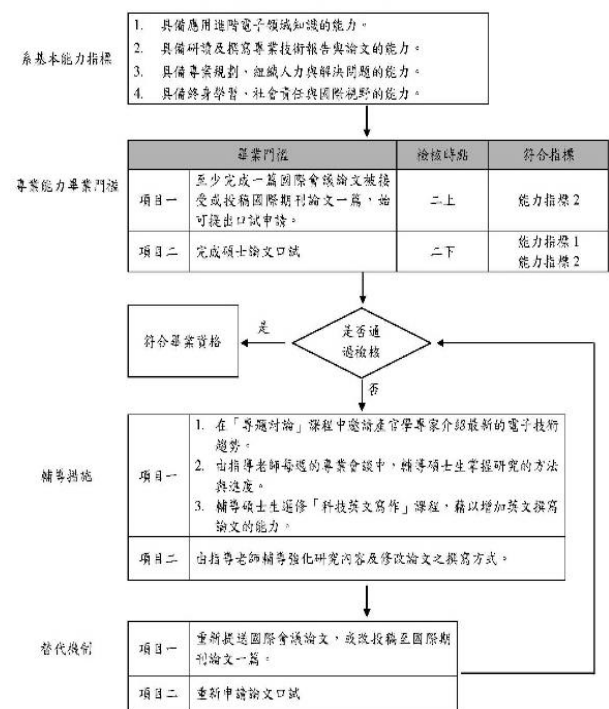 系基本能力指標
1. 具備應用進階電子領域知識的能力。
2. 具備研讀及撰寫專業技術報告與論文的能力。
3. 具備專案規劃、組織人力與解決問題的能力。
4. 具備終身學習、社會責任與國際視野的能力。
專業能力畢業門檻
畢業門檻 檢核時點 符合指標
項目一
至少完成一篇國際會議論文被接
受或投稿國際期刊論文一篇,始
可提出口試申請。
二上
能力指標 2
項目二 完成碩士論文口試 二下
能力指標 1
能力指標 2
是否通
過檢核
是
符合畢業資格
否
輔導措施
項目一
1. 在「專題討論」課程中邀請產官學專家介紹最新的電子技術
趨勢。
2. 由指導老師每週的專業會談中,輔導碩士生掌握研究的方法
與進度。
3. 輔導碩士生選修「科技英文寫作」課程,藉以增加英文撰寫
論文的能力。
項目二 由指導老師輔導強化研究內容及修改論文之撰寫方式。
替代機制
項目一
重新提送國際會議論文,或改投稿至國際期
刊論文一篇。
項目二 重新申請論文口試